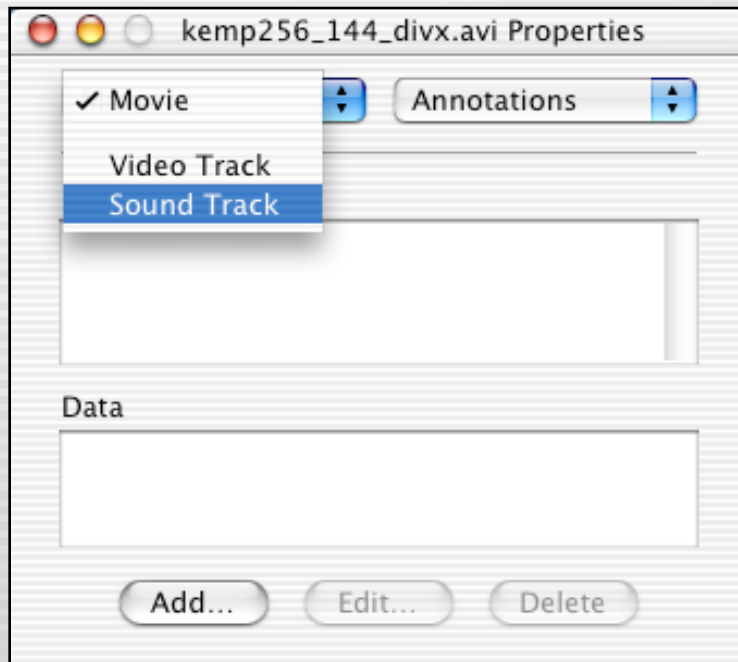 kemp256_144_divx.avi Properties
✓ Movie
Annotations
Video Track
Sound Track
Data
Add...
Edit...
Delete